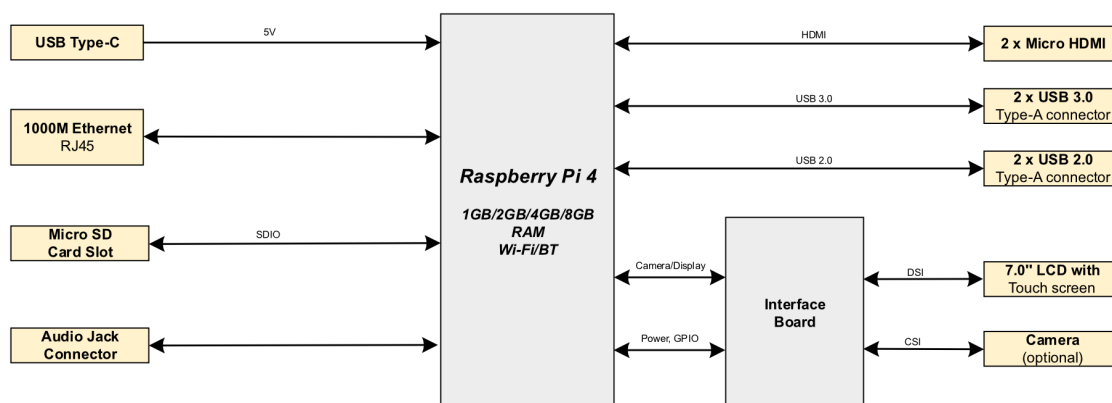 USB Type-C
5V
1000M Ethernet
RJ45
Micro SD
Card Slot
SDIO
Audio Jack
Connector
Raspberry Pi 4
1GB/2GB/4GB/8GB
RAM
Wi-Fi/BT
HDMI
2 x Micro HDMI
USB 3.0
2 x USB 3.0
Type-A connector
USB 2.0
2 x USB 2.0
Type-A connector
Camera/Display
Power, GPIO
Interface
Board
DSI
7.0" LCD with
Touch screen
CSI
Camera
(optional)